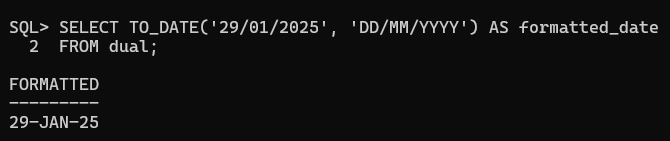 SQL> SELECT TO_DATE('29/01/2025', 'DD/MM/YYYY') AS formatted_date
  2  FROM dual;
FORMATTED
---------
29-JAN-25